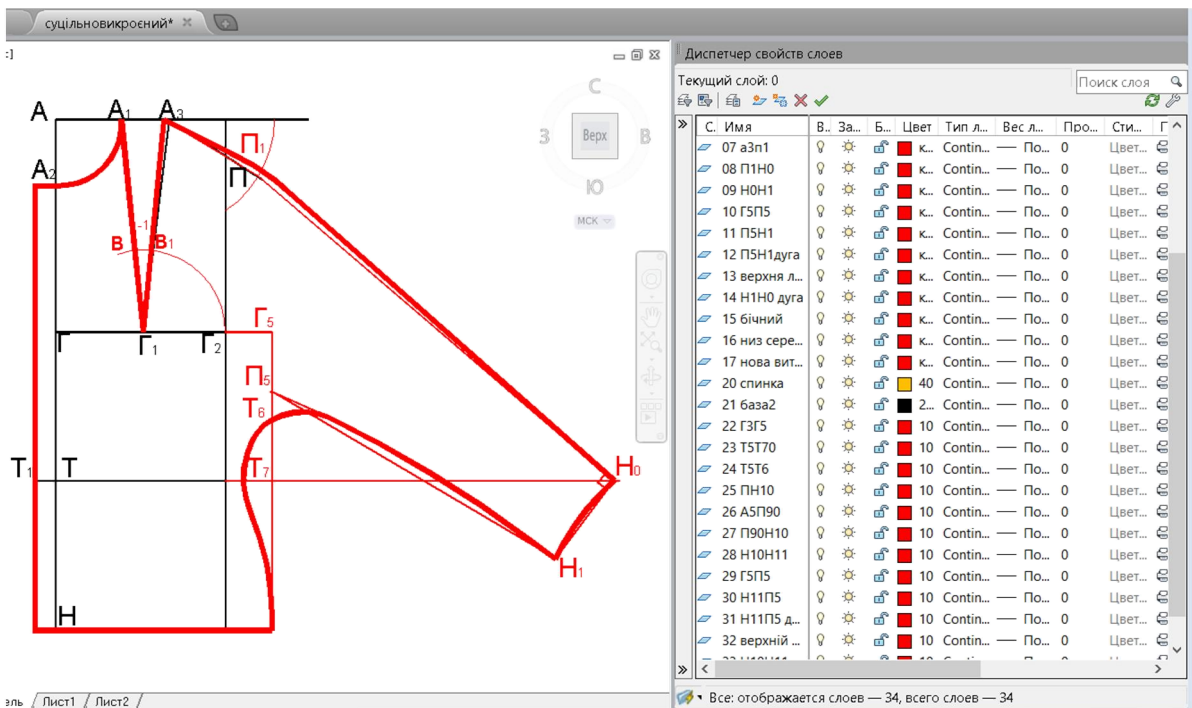 суцільновикроєний*
:]
Диспетчер свойств слоев
Текущий слой: 0
Поиск слоя
С
З Верх В
Ю
МСК
А А1 А3
П1
А2 П
-1
В В1
Г5
Г Г1 Г2
П5
Т6
Т1 Т Т7 Н0
Н1
Н
С. Имя В.. За... Б... Цвет Тип л... Вес л... Про... Сти... Г
07 а3п1 к... Contin... По... 0 Цвет...
08 П1Н0 к... Contin... По... 0 Цвет...
09 Н0Н1 к... Contin... По... 0 Цвет...
10 Г5П5 к... Contin... По... 0 Цвет...
11 П5Н1 к... Contin... По... 0 Цвет...
12 П5Н1дуга к... Contin... По... 0 Цвет...
13 верхня л... к... Contin... По... 0 Цвет...
14 Н1Н0 дуга к... Contin... По... 0 Цвет...
15 бічний к... Contin... По... 0 Цвет...
16 низ сере... к... Contin... По... 0 Цвет...
17 нова вит... к... Contin... По... 0 Цвет...
20 спинка 40 Contin... По... 0 Цвет...
21 база2 2... Contin... По... 0 Цвет...
22 Г3Г5 10 Contin... По... 0 Цвет...
23 Т5Т70 10 Contin... По... 0 Цвет...
24 Т5Т6 10 Contin... По... 0 Цвет...
25 ПН10 10 Contin... По... 0 Цвет...
26 А5П90 10 Contin... По... 0 Цвет...
27 П90Н10 10 Contin... По... 0 Цвет...
28 Н10Н11 10 Contin... По... 0 Цвет...
29 Г5П5 10 Contin... По... 0 Цвет...
30 Н11П5 10 Contin... По... 0 Цвет...
31 Н11П5 д... 10 Contin... По... 0 Цвет...
32 верхній ... 10 Contin... По... 0 Цвет...
ель Лист1 Лист2
Все: отображается слоев — 34, всего слоев — 34